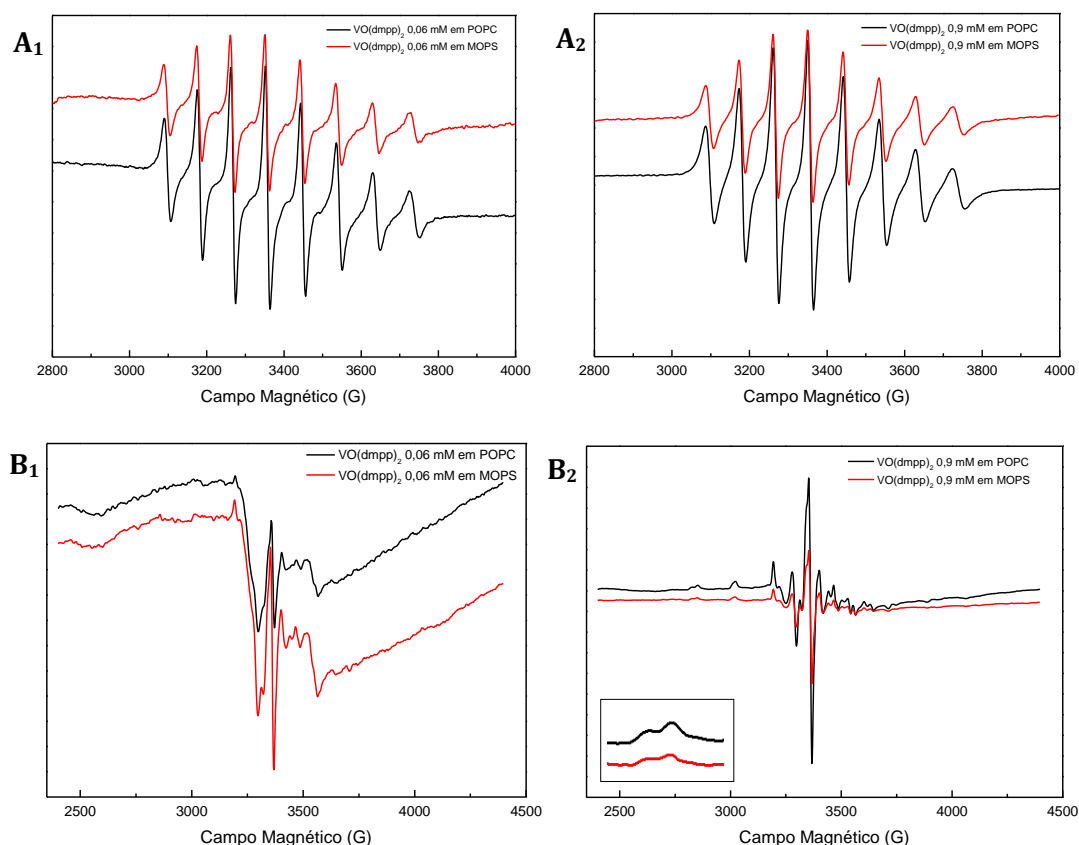 A₁
VO(dmpp)₂ 0,06 mM em POPC
VO(dmpp)₂ 0,06 mM em MOPS
2800 3000 3200 3400 3600 3800 4000
Campo Magnético (G)
A₂
VO(dmpp)₂ 0,9 mM em POPC
VO(dmpp)₂ 0,9 mM em MOPS
2800 3000 3200 3400 3600 3800 4000
Campo Magnético (G)
B₁
VO(dmpp)₂ 0,06 mM em POPC
VO(dmpp)₂ 0,06 mM em MOPS
2500 3000 3500 4000 4500
Campo Magnético (G)
B₂
VO(dmpp)₂ 0,9 mM em POPC
VO(dmpp)₂ 0,9 mM em MOPS
2500 3000 3500 4000 4500
Campo Magnético (G)